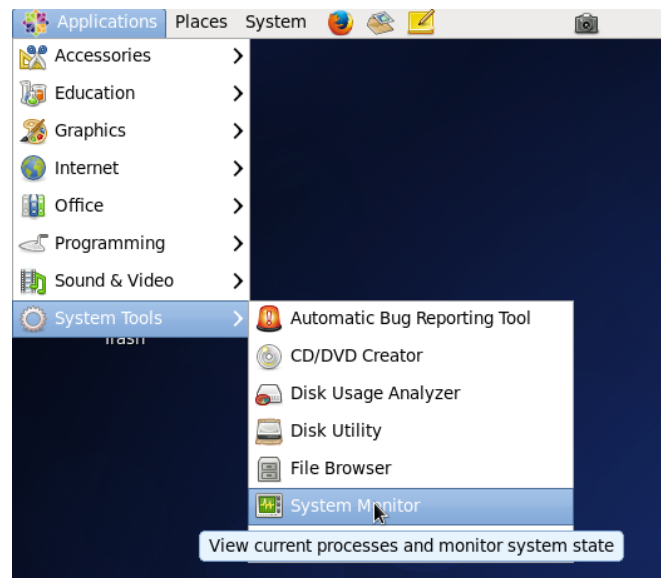 Applications Places System
Accessories
Education
Graphics
Internet
Office
Programming
Sound & Video
System Tools
Trash
Automatic Bug Reporting Tool
CD/DVD Creator
Disk Usage Analyzer
Disk Utility
File Browser
System Monitor
View current processes and monitor system state